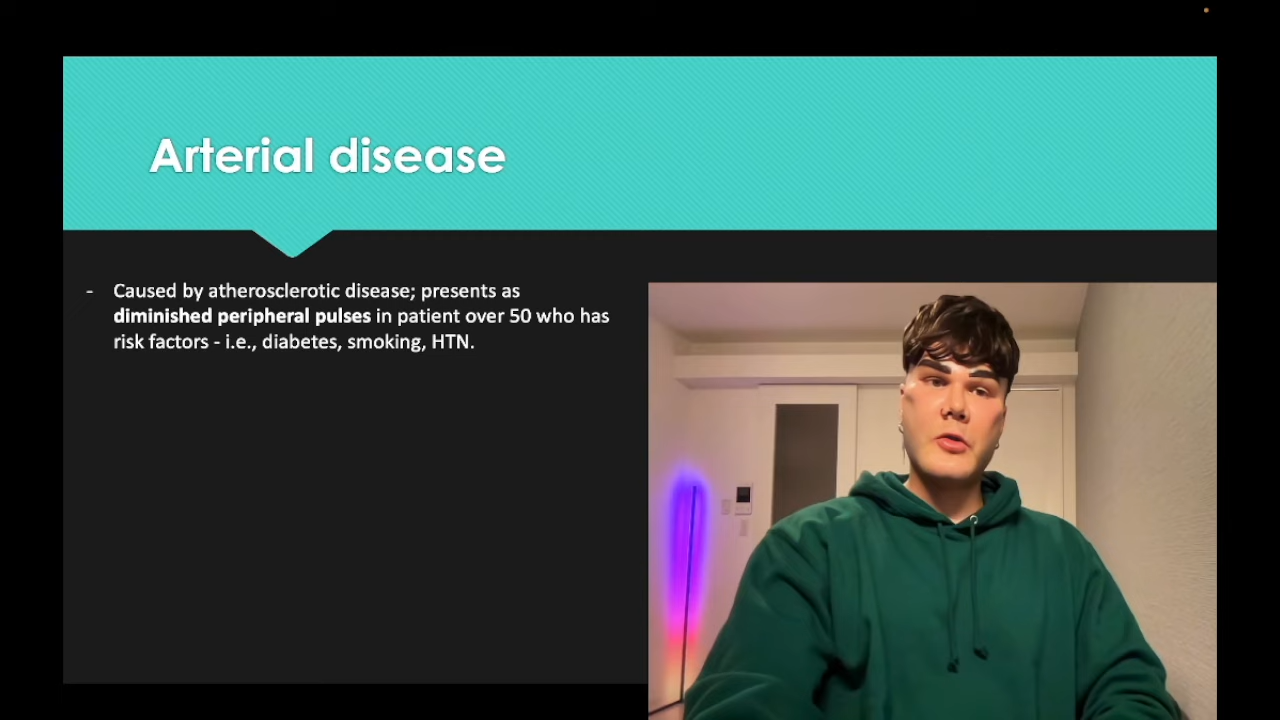 Arterial disease
- Caused by atherosclerotic disease; presents as
diminished peripheral pulses in patient over 50 who has
risk factors - i.e., diabetes, smoking, HTN.